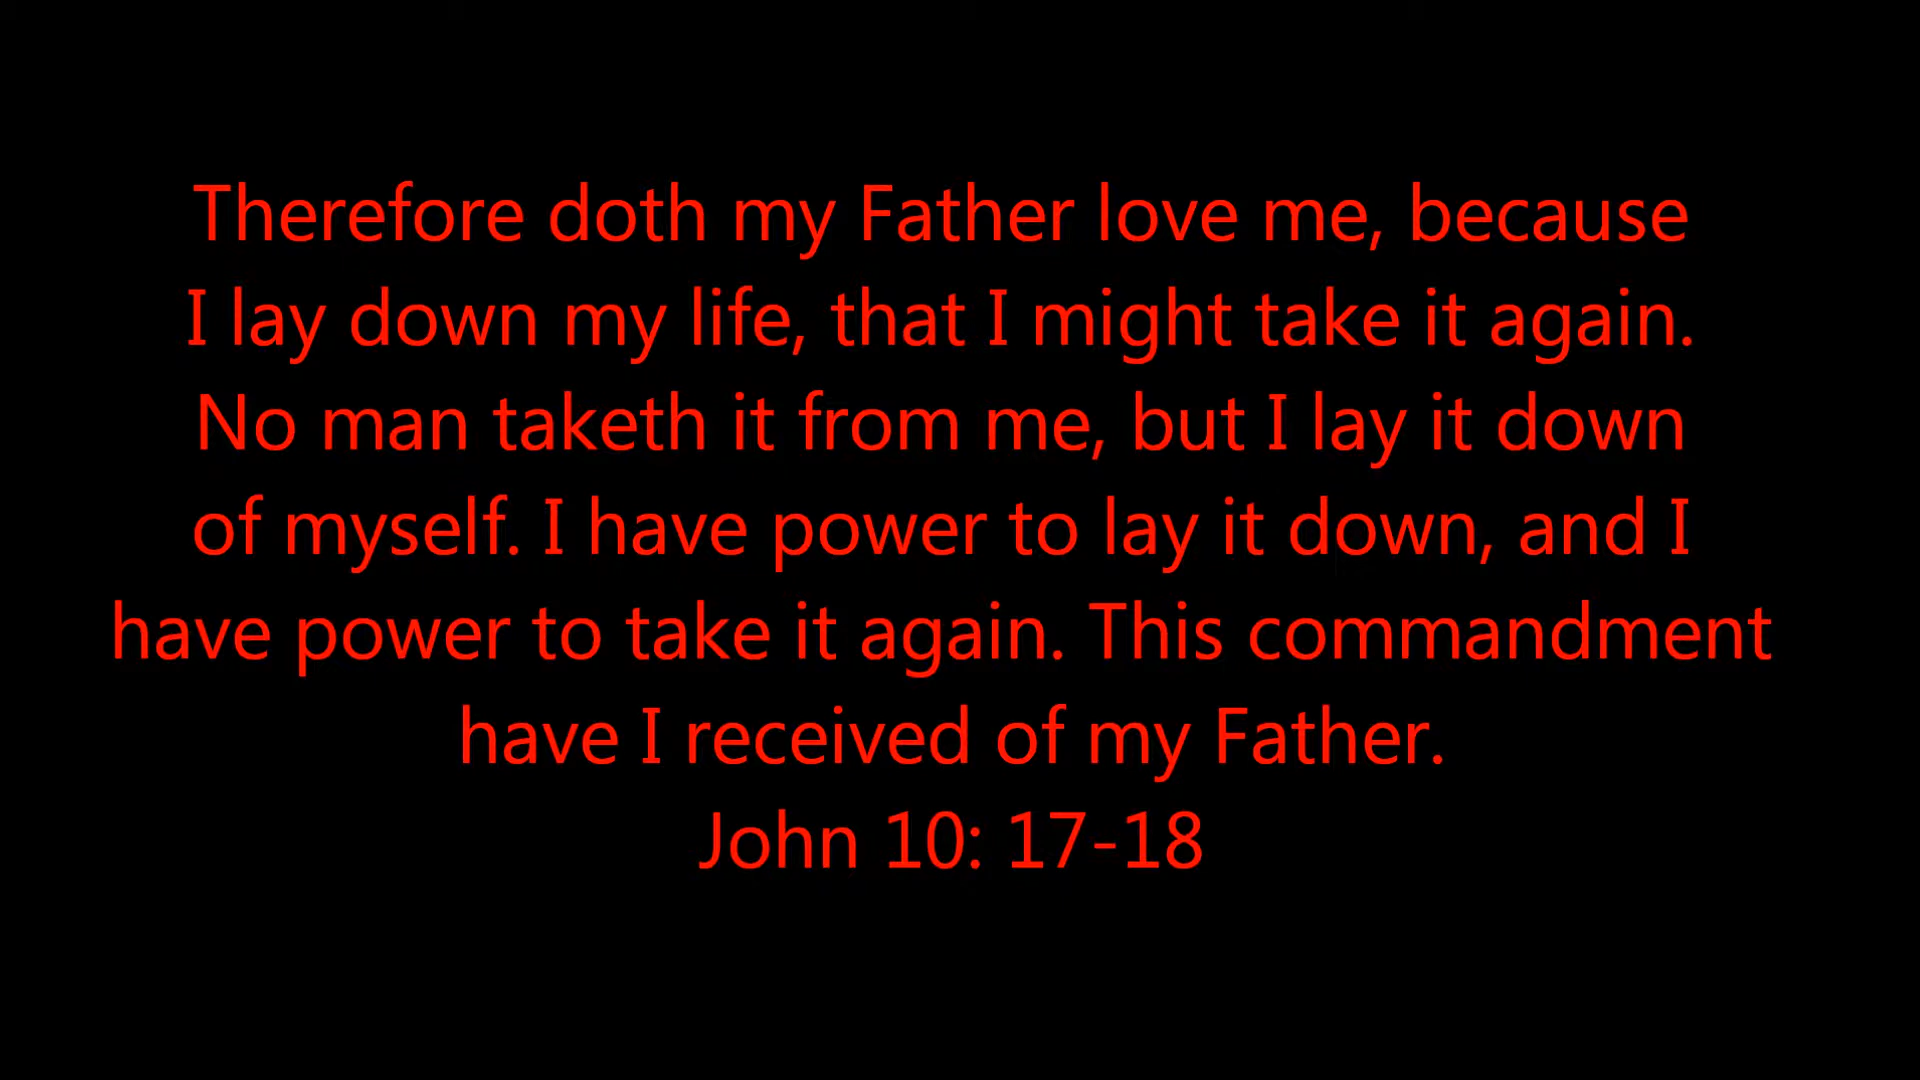 Therefore doth my Father love me, because
I lay down my life, that I might take it again.
No man taketh it from me, but I lay it down
of myself. I have power to lay it down, and I
have power to take it again. This commandment
have I received of my Father.
John 10: 17-18